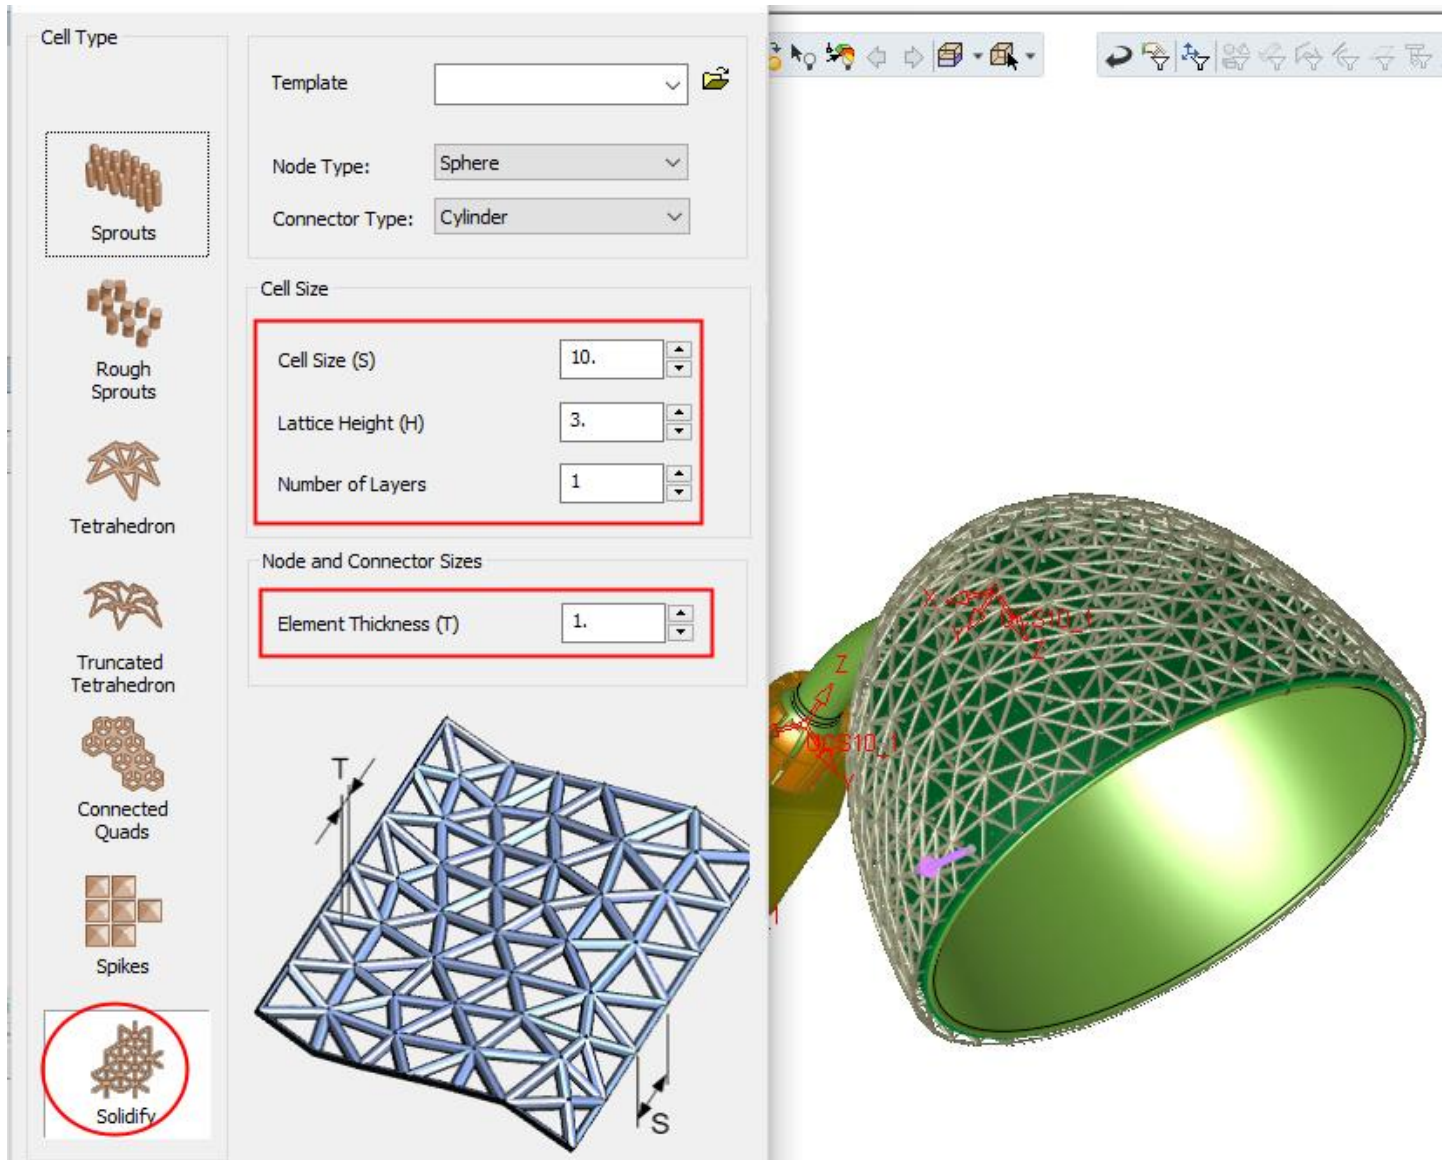 Cell Type
Sprouts
Rough
Sprouts
Tetrahedron
Truncated
Tetrahedron
Connected
Quads
Spikes
Solidify
Template
Node Type:
Sphere
Connector Type:
Cylinder
Cell Size
Cell Size (S)
10.
Lattice Height (H)
3.
Number of Layers
1
Node and Connector Sizes
Element Thickness (T)
1.
T
S
X
Z
Z
Y